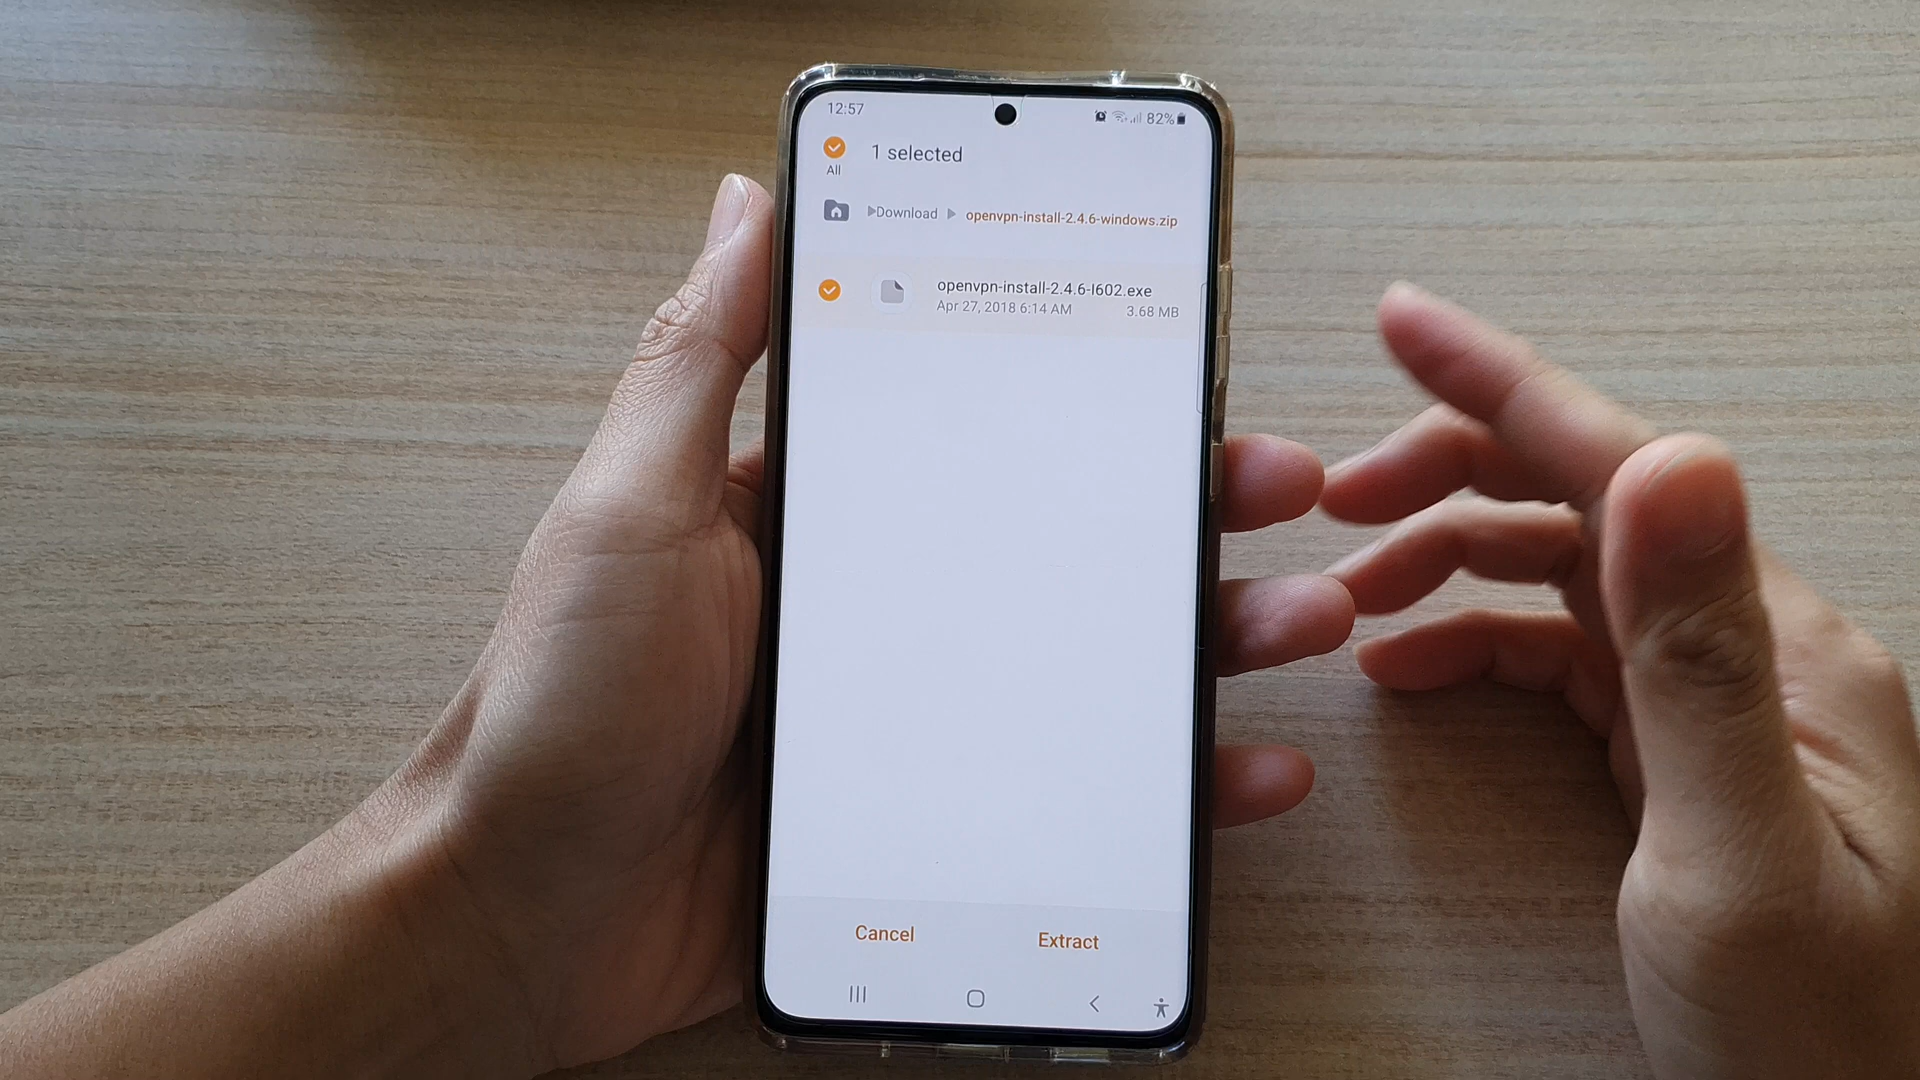 12:57
82%
All
1 selected
Download
openvpn-install-2.4.6-windows.zip
openvpn-install-2.4.6-I602.exe
Apr 27, 2018 6:14 AM
3.68 MB
Cancel
Extract